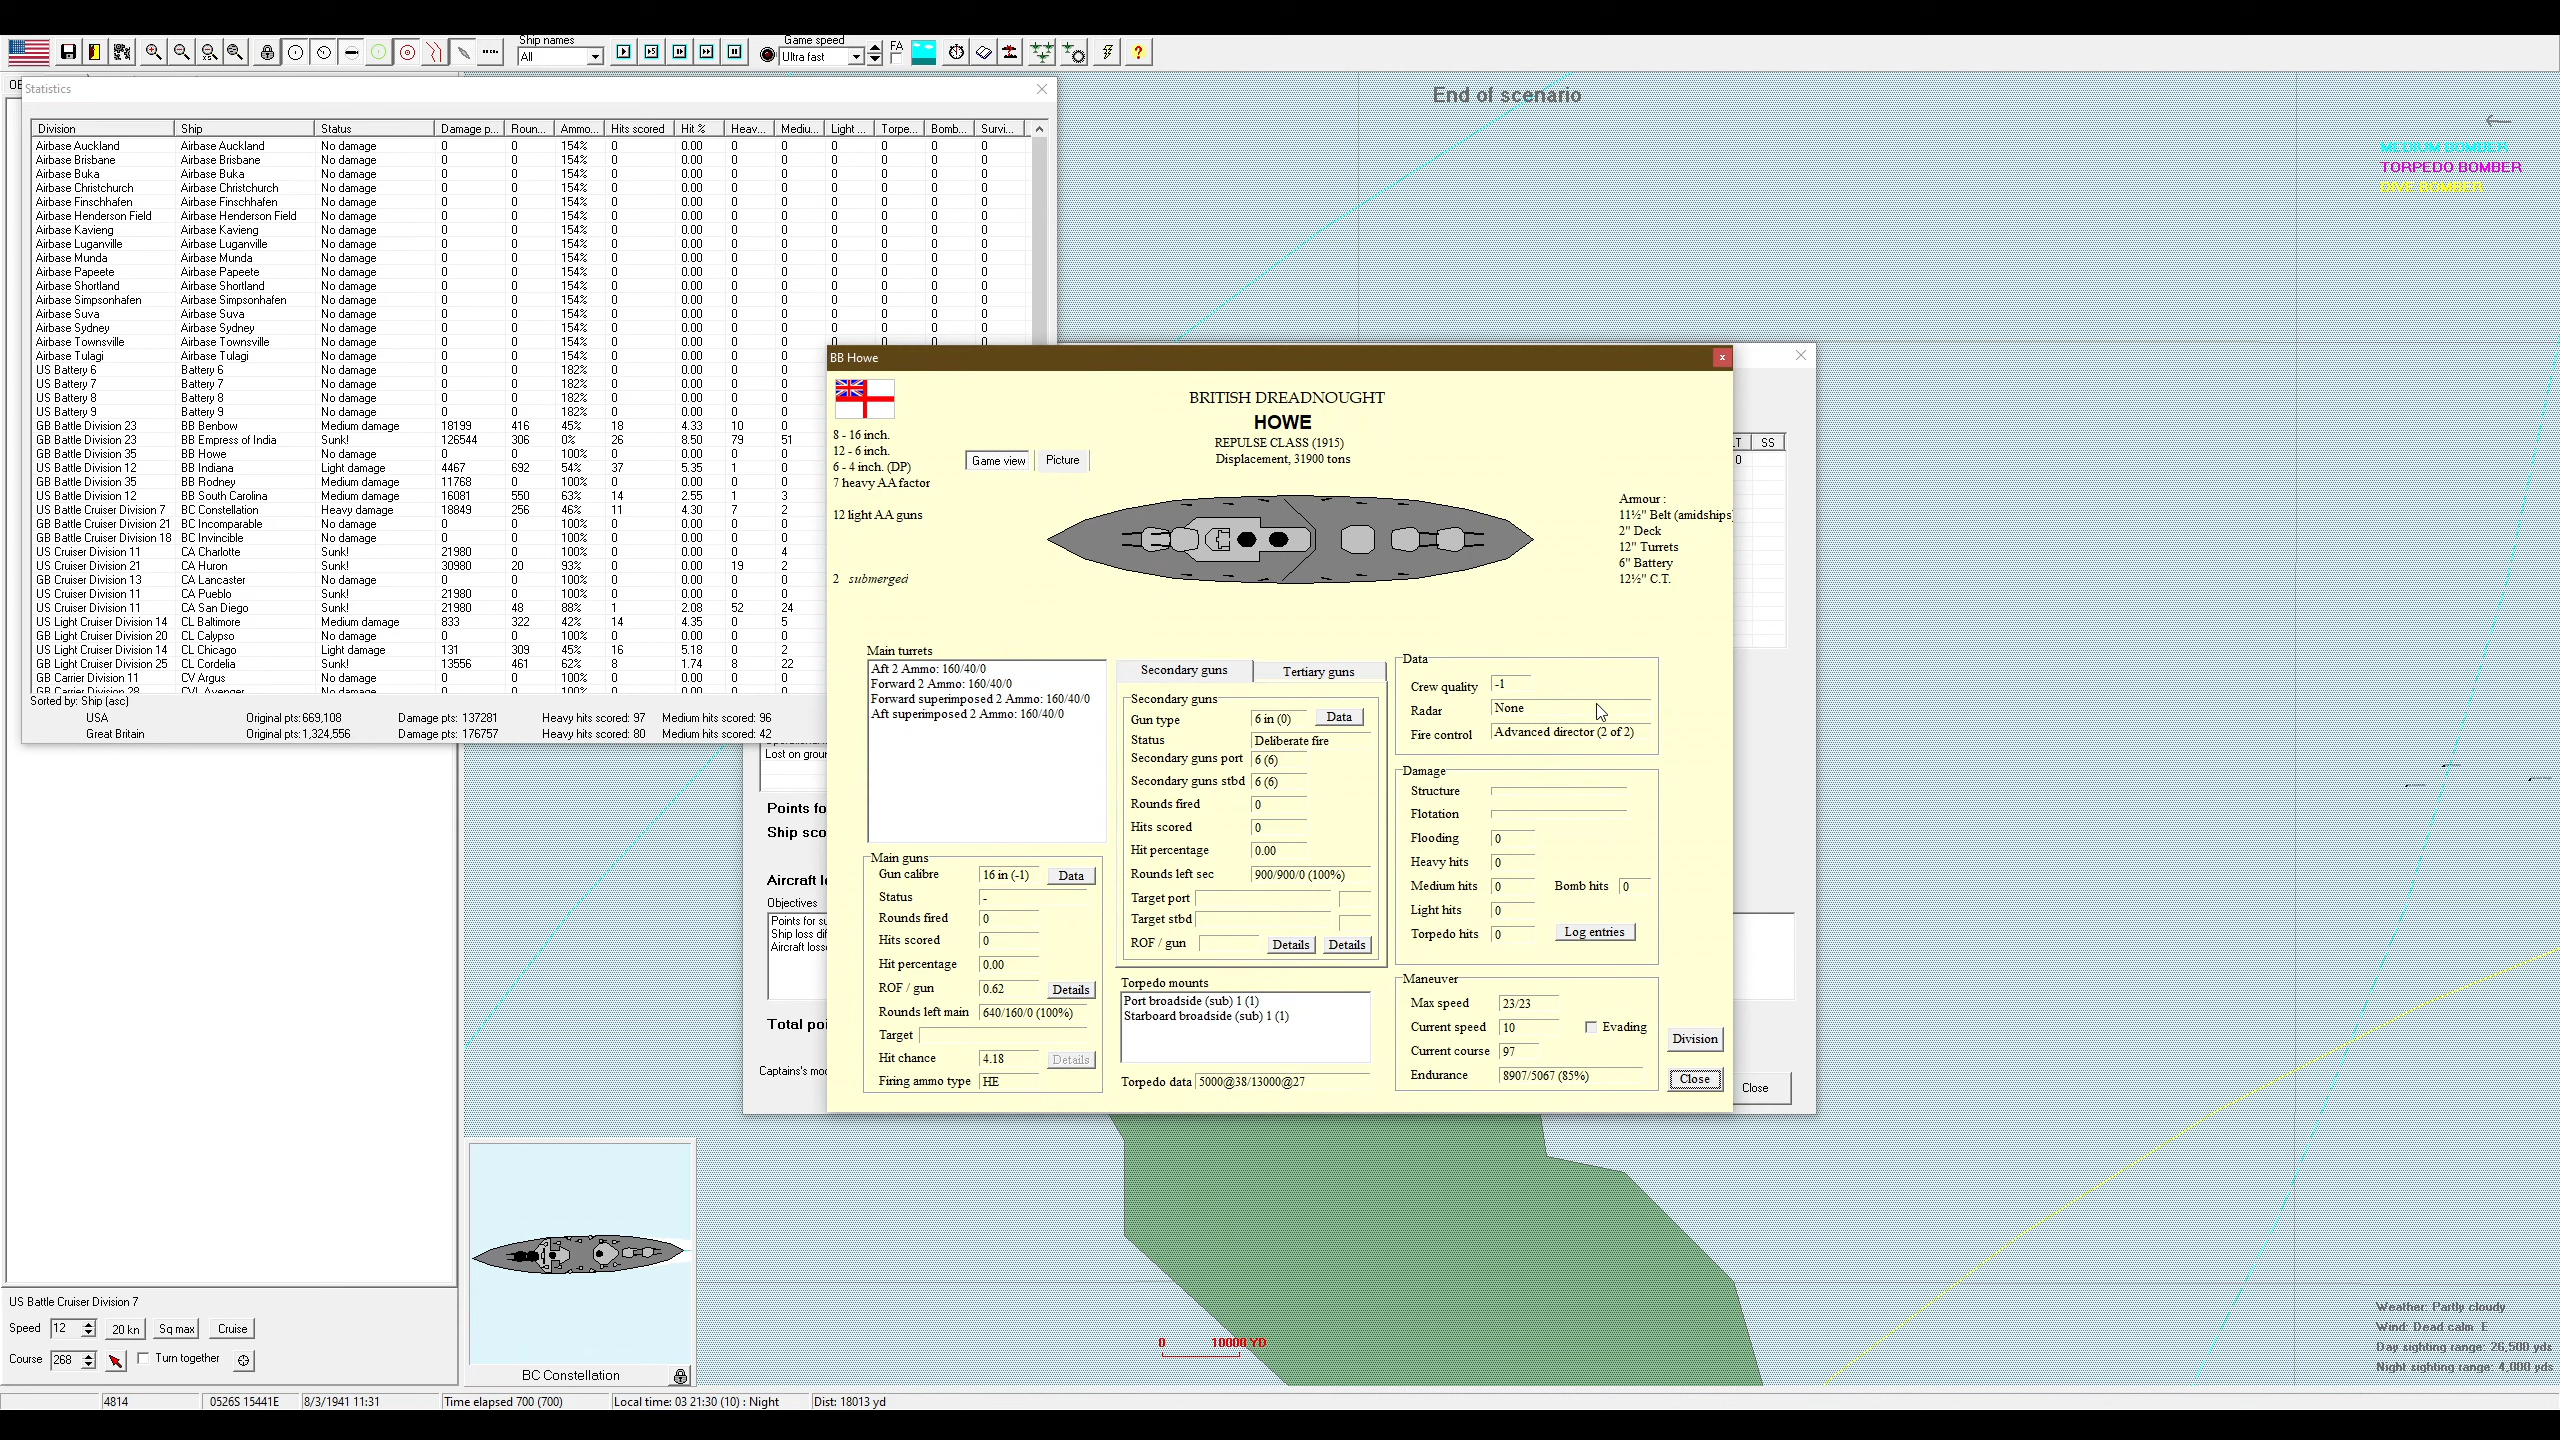 Ship names
All
Game speed
Ultra fast
FA
Statistics
Division Ship Status Damage p... Roun... Ammo... Hits scored Hit % Heav... Mediu... Light ... Torpe... Bomb... Survi...
Airbase Auckland Airbase Auckland No damage 0 0 154% 0 0.00 0 0 0 0 0 0
Airbase Brisbane Airbase Brisbane No damage 0 0 154% 0 0.00 0 0 0 0 0 0
Airbase Buka Airbase Buka No damage 0 0 154% 0 0.00 0 0 0 0 0 0
Airbase Christchurch Airbase Christchurch No damage 0 0 154% 0 0.00 0 0 0 0 0 0
Airbase Finschhafen Airbase Finschhafen No damage 0 0 154% 0 0.00 0 0 0 0 0 0
Airbase Henderson Field Airbase Henderson Field No damage 0 0 154% 0 0.00 0 0 0 0 0 0
Airbase Kavieng Airbase Kavieng No damage 0 0 154% 0 0.00 0 0 0 0 0 0
Airbase Luganville Airbase Luganville No damage 0 0 154% 0 0.00 0 0 0 0 0 0
Airbase Munda Airbase Munda No damage 0 0 154% 0 0.00 0 0 0 0 0 0
Airbase Papeete Airbase Papeete No damage 0 0 154% 0 0.00 0 0 0 0 0 0
Airbase Shortland Airbase Shortland No damage 0 0 154% 0 0.00 0 0 0 0 0 0
Airbase Simpsonhafen Airbase Simpsonhafen No damage 0 0 154% 0 0.00 0 0 0 0 0 0
Airbase Suva Airbase Suva No damage 0 0 154% 0 0.00 0 0 0 0 0 0
Airbase Sydney Airbase Sydney No damage 0 0 154% 0 0.00 0 0 0 0 0 0
Airbase Townsville Airbase Townsville No damage 0 0 154% 0 0.00 0 0 0 0 0 0
Airbase Tulagi Airbase Tulagi No damage 0 0 154% 0 0.00 0 0
US Battery 6 Battery 6 No damage 0 0 182% 0 0.00 0 0
US Battery 7 Battery 7 No damage 0 0 182% 0 0.00 0 0
US Battery 8 Battery 8 No damage 0 0 182% 0 0.00 0 0
US Battery 9 Battery 9 No damage 0 0 182% 0 0.00 0 0
GB Battle Division 23 BB Benbow Medium damage 18199 416 45% 18 4.33 10 0
GB Battle Division 23 BB Empress of India Sunk! 126544 306 0% 26 8.50 79 51
GB Battle Division 35 BB Howe No damage 0 0 100% 0 0.00 0 0
US Battle Division 12 BB Indiana Light damage 4467 692 54% 37 5.35 1 0
GB Battle Division 35 BB Rodney Medium damage 11768 0 100% 0 0.00 0 0
US Battle Division 12 BB South Carolina Medium damage 16081 550 63% 14 2.55 1 3
US Battle Cruiser Division 7 BC Constellation Heavy damage 18849 256 46% 11 4.30 7 2
GB Battle Cruiser Division 21 BC Incomparable No damage 0 0 100% 0 0.00 0 0
GB Battle Cruiser Division 18 BC Invincible No damage 0 0 100% 0 0.00 0 0
US Cruiser Division 11 CA Charlotte Sunk! 21980 0 100% 0 0.00 0 4
US Cruiser Division 21 CA Huron Sunk! 30980 20 93% 0 0.00 19 2
GB Cruiser Division 13 CA Lancaster No damage 0 0 100% 0 0.00 0 0
US Cruiser Division 11 CA Pueblo Sunk! 21980 0 100% 0 0.00 0 0
US Cruiser Division 11 CA San Diego Sunk! 21980 48 88% 1 2.08 52 24
US Light Cruiser Division 14 CL Baltimore Medium damage 833 322 42% 14 4.35 0 5
GB Light Cruiser Division 20 CL Calypso No damage 0 0 100% 0 0.00 0 0
US Light Cruiser Division 14 CL Chicago Light damage 131 309 45% 16 5.18 0 2
GB Light Cruiser Division 25 CL Cordelia Sunk! 13556 461 62% 8 1.74 8 22
GB Carrier Division 11 CV Argus No damage 0 0 100% 0 0.00 0 0
GB Carrier Division 28 CVL Avenger No damage 0 0 100% 0 0.00 0 0
Sorted by: Ship (asc)
USA Original pts:669,108 Damage pts: 137281 Heavy hits scored: 97 Medium hits scored: 96
Great Britain Original pts:1,324,556 Damage pts: 176757 Heavy hits scored: 80 Medium hits scored: 42
End of scenario
MEDIUM BOMBER
TORPEDO BOMBER
DIVE BOMBER
LT SS
0
Lost on groun
Points fo
Ship sco
Aircraft l
Objectives
Points for su
Ship loss dif
Aircraft losse
Total poi
Captains's mo
Close
BB Howe
BRITISH DREADNOUGHT
HOWE
REPULSE CLASS (1915)
Displacement, 31900 tons
8 - 16 inch.
12 - 6 inch.
6 - 4 inch. (DP)
7 heavy AA factor
12 light AA guns
2 submerged
Game view Picture
Armour :
11½" Belt (amidships)
2" Deck
12" Turrets
6" Battery
12½" C.T.
Main turrets
Aft 2 Ammo: 160/40/0
Forward 2 Ammo: 160/40/0
Forward superimposed 2 Ammo: 160/40/0
Aft superimposed 2 Ammo: 160/40/0
Main guns
Gun calibre 16 in (-1) Data
Status -
Rounds fired 0
Hits scored 0
Hit percentage 0.00
ROF / gun 0.62 Details
Rounds left main 640/160/0 (100%)
Target
Hit chance 4.18 Details
Firing ammo type HE
Secondary guns Tertiary guns
Secondary guns
Gun type 6 in (0) Data
Status Deliberate fire
Secondary guns port 6 (6)
Secondary guns stbd 6 (6)
Rounds fired 0
Hits scored 0
Hit percentage 0.00
Rounds left sec 900/900/0 (100%)
Target port
Target stbd
ROF / gun Details Details
Torpedo mounts
Port broadside (sub) 1 (1)
Starboard broadside (sub) 1 (1)
Torpedo data 5000@38/13000@27
Data
Crew quality -1
Radar None
Fire control Advanced director (2 of 2)
Damage
Structure
Flotation
Flooding 0
Heavy hits 0
Medium hits 0 Bomb hits 0
Light hits 0
Torpedo hits 0 Log entries
Maneuver
Max speed 23/23
Current speed 10 Evading
Current course 97
Endurance 8907/5067 (85%)
Division
Close
US Battle Cruiser Division 7
Speed 12 20 kn Sq max Cruise
Course 268 Turn together
BC Constellation
0 10000 YD
Weather: Partly cloudy
Wind: Dead calm E
Day sighting range: 26,500 yds
Night sighting range: 4,000 yds
4814 0526S 15441E 8/3/1941 11:31 Time elapsed 700 (700) Local time: 03 21:30 (10) : Night Dist: 18013 yd